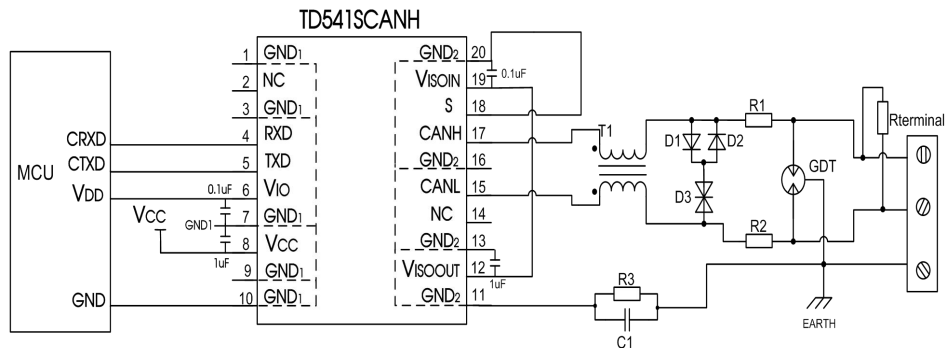 TD541SCANH
MCU
CRXD
CTXD
VDD
VCC
GND
0.1uF
GND1
1uF
1 GND1
2 NC
3 GND1
4 RXD
5 TXD
6 VIO
7 GND1
8 VCC
9 GND1
10 GND1
GND2 20
VISOIN 19
S 18
CANH 17
GND2 16
CANL 15
NC 14
GND2 13
VISOOUT 12
GND2 11
0.1uF
1uF
T1
D1
D2
D3
R1
R2
GDT
Rterminal
R3
C1
EARTH